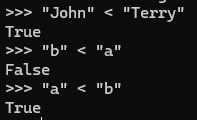 >>> "John" < "Terry"
True
>>> "b" < "a"
False
>>> "a" < "b"
True